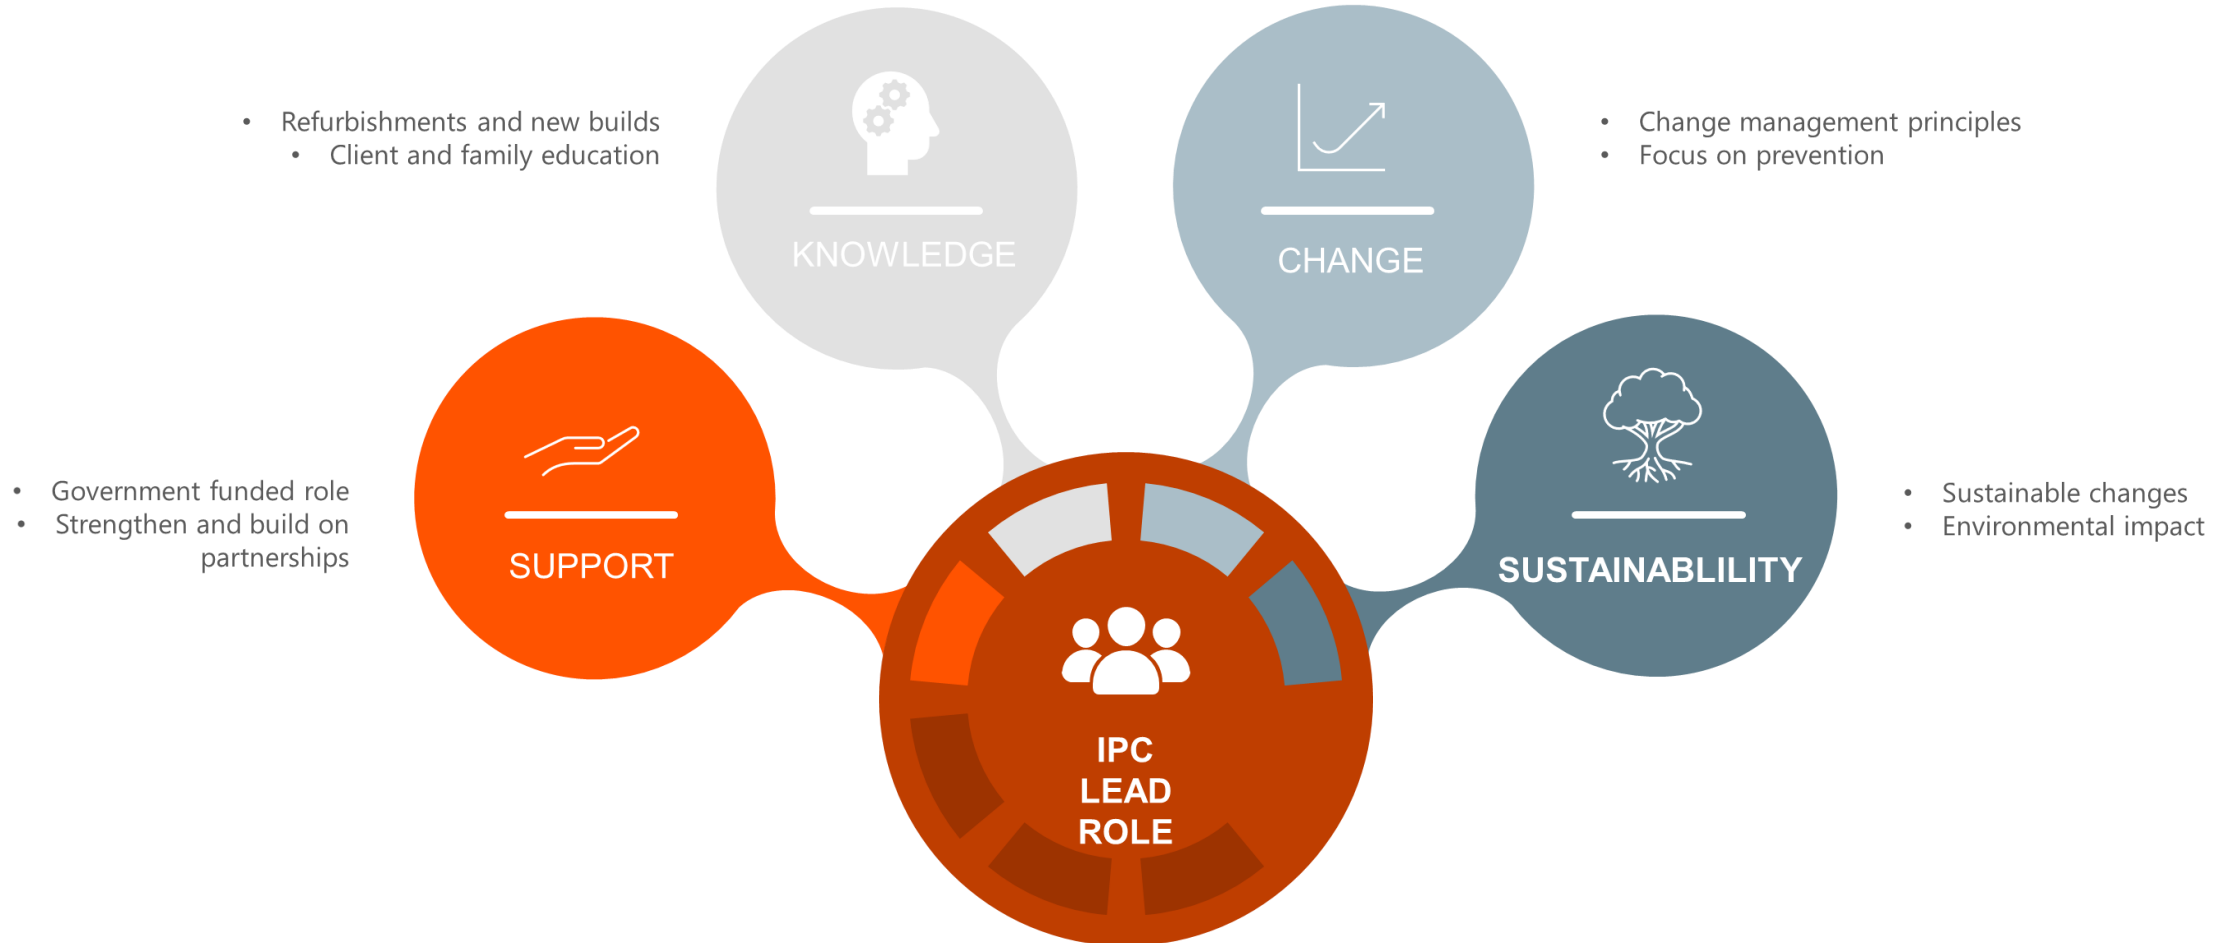 • Refurbishments and new builds
• Client and family education
KNOWLEDGE
CHANGE
• Change management principles
• Focus on prevention
• Government funded role
• Strengthen and build on
partnerships
SUPPORT
SUSTAINABLILITY
• Sustainable changes
• Environmental impact
IPC
LEAD
ROLE